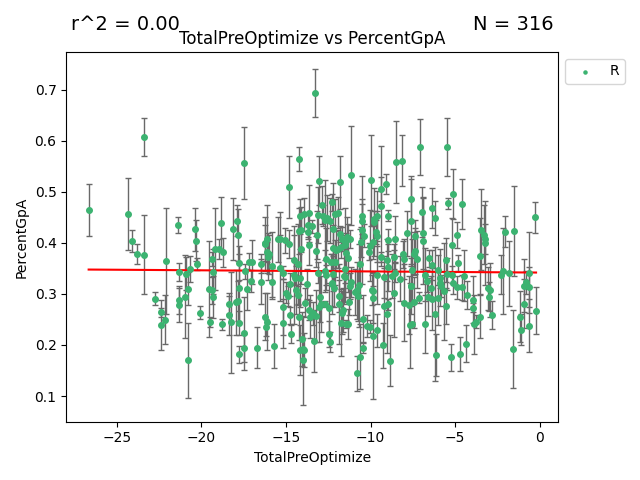 r^2 = 0.00
N = 316
TotalPreOptimize vs PercentGpA
R
0.7
0.6
0.5
0.4
0.3
0.2
0.1
PercentGpA
−25
−20
−15
−10
−5
0
TotalPreOptimize